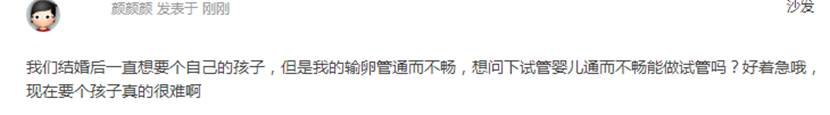 颜颜颜 发表于 刚刚 沙发
我们结婚后一直想要个自己的孩子，但是我的输卵管通而不畅，想问下试管婴儿通而不畅能做试管吗？好着急哦，
现在要个孩子真的很难啊